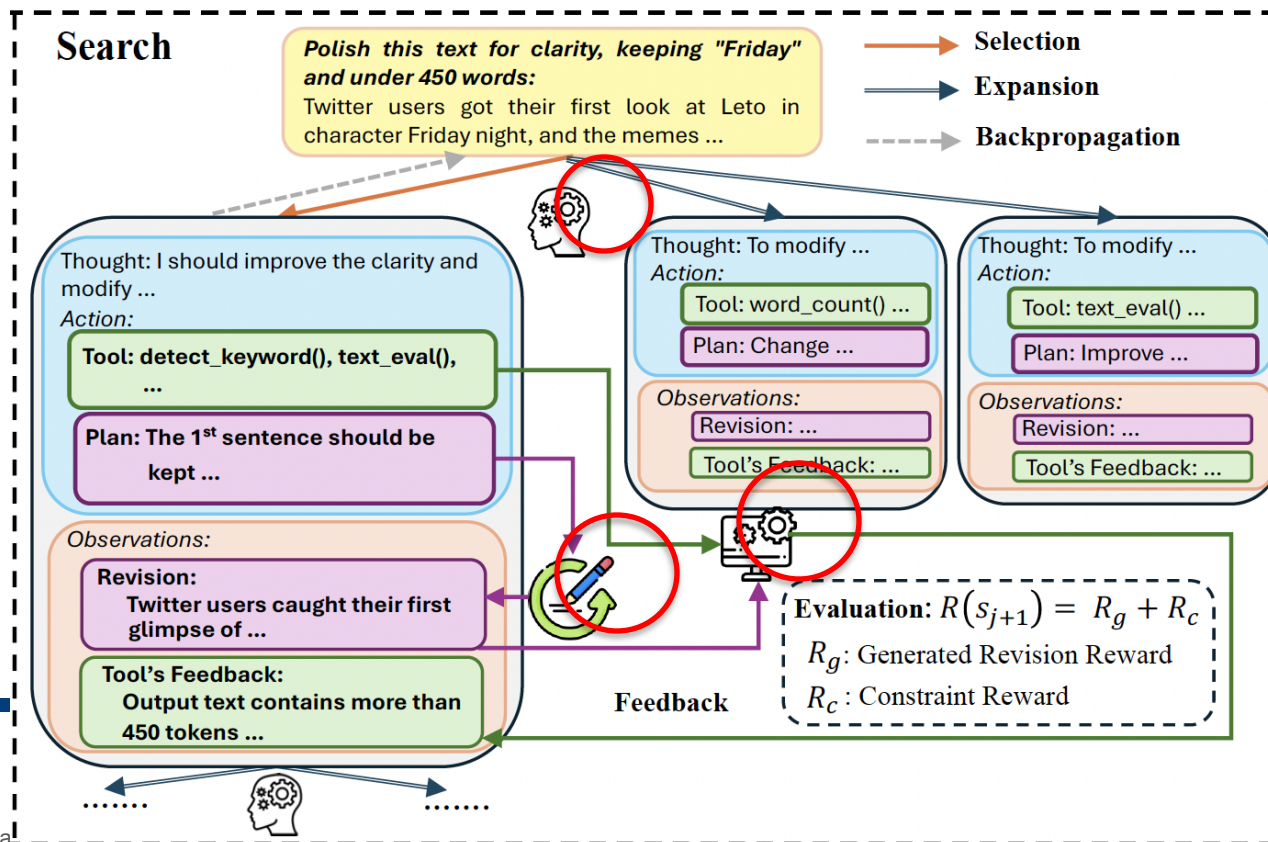 Search
Polish this text for clarity, keeping "Friday"
and under 450 words:
Twitter users got their first look at Leto in
character Friday night, and the memes ...
Selection
Expansion
Backpropagation
Thought: I should improve the clarity and
modify ...
Action:
Tool: detect_keyword(), text_eval(),
...
Plan: The 1st sentence should be
kept ...
Observations:
Revision:
Twitter users caught their first
glimpse of ...
Tool's Feedback:
Output text contains more than
450 tokens ...
.......
.......
Thought: To modify ...
Action:
Tool: word_count() ...
Plan: Change ...
Observations:
Revision: ...
Tool's Feedback: ...
Thought: To modify ...
Action:
Tool: text_eval() ...
Plan: Improve ...
Observations:
Revision: ...
Tool's Feedback: ...
Feedback
Evaluation: R(s_{j+1}) = R_g + R_c
R_g: Generated Revision Reward
R_c: Constraint Reward
a